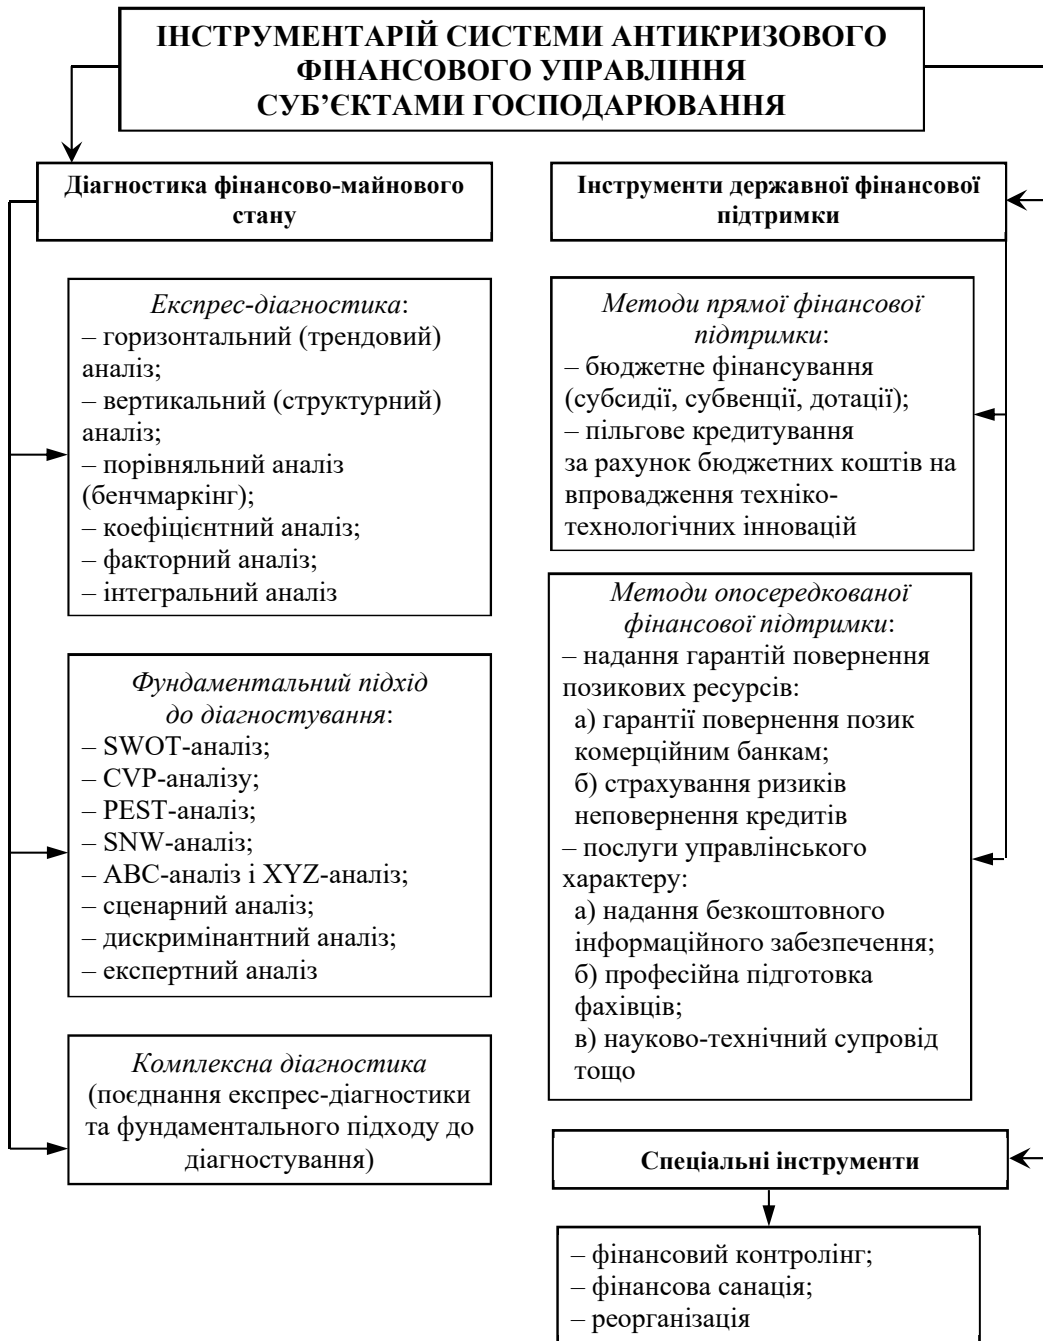 ІНСТРУМЕНТАРІЙ СИСТЕМИ АНТИКРИЗОВОГО
ФІНАНСОВОГО УПРАВЛІННЯ
СУБ’ЄКТАМИ ГОСПОДАРЮВАННЯ
Діагностика фінансово-майнового
стану
Експрес-діагностика:
– горизонтальний (трендовий)
аналіз;
– вертикальний (структурний)
аналіз;
– порівняльний аналіз
(бенчмаркінг);
– коефіцієнтний аналіз;
– факторний аналіз;
– інтегральний аналіз
Фундаментальний підхід
до діагностування:
– SWOT-аналіз;
– CVP-аналізу;
– PEST-аналіз;
– SNW-аналіз;
– ABC-аналіз і XYZ-аналіз;
– сценарний аналіз;
– дискримінантний аналіз;
– експертний аналіз
Комплексна діагностика
(поєднання експрес-діагностики
та фундаментального підходу до
діагностування)
Інструменти державної фінансової
підтримки
Методи прямої фінансової
підтримки:
– бюджетне фінансування
(субсидії, субвенції, дотації);
– пільгове кредитування
за рахунок бюджетних коштів на
впровадження техніко-
технологічних інновацій
Методи опосередкованої
фінансової підтримки:
– надання гарантій повернення
позикових ресурсів:
а) гарантії повернення позик
комерційним банкам;
б) страхування ризиків
неповернення кредитів
– послуги управлінського
характеру:
а) надання безкоштовного
інформаційного забезпечення;
б) професійна підготовка
фахівців;
в) науково-технічний супровід
тощо
Спеціальні інструменти
– фінансовий контролінг;
– фінансова санація;
– реорганізація